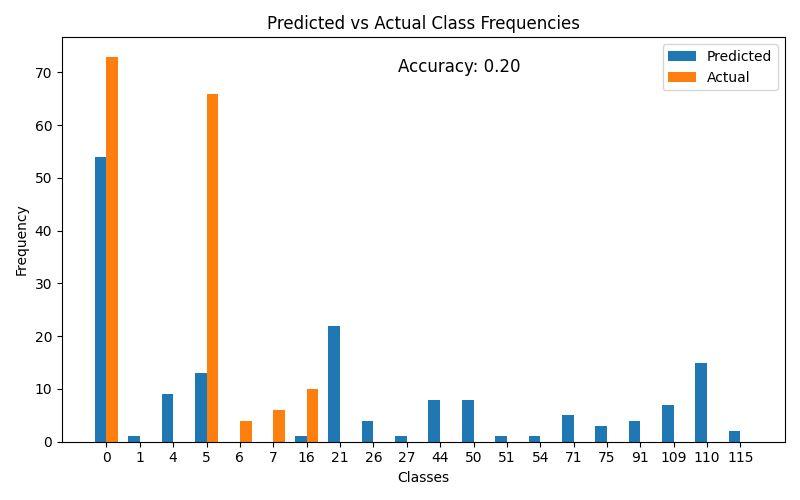 Predicted vs Actual Class Frequencies
Accuracy: 0.20
Predicted
Actual
Frequency
70
60
50
40
30
20
10
0
0 1 4 5 6 7 16 21 26 27 44 50 51 54 71 75 91 109 110 115
Classes